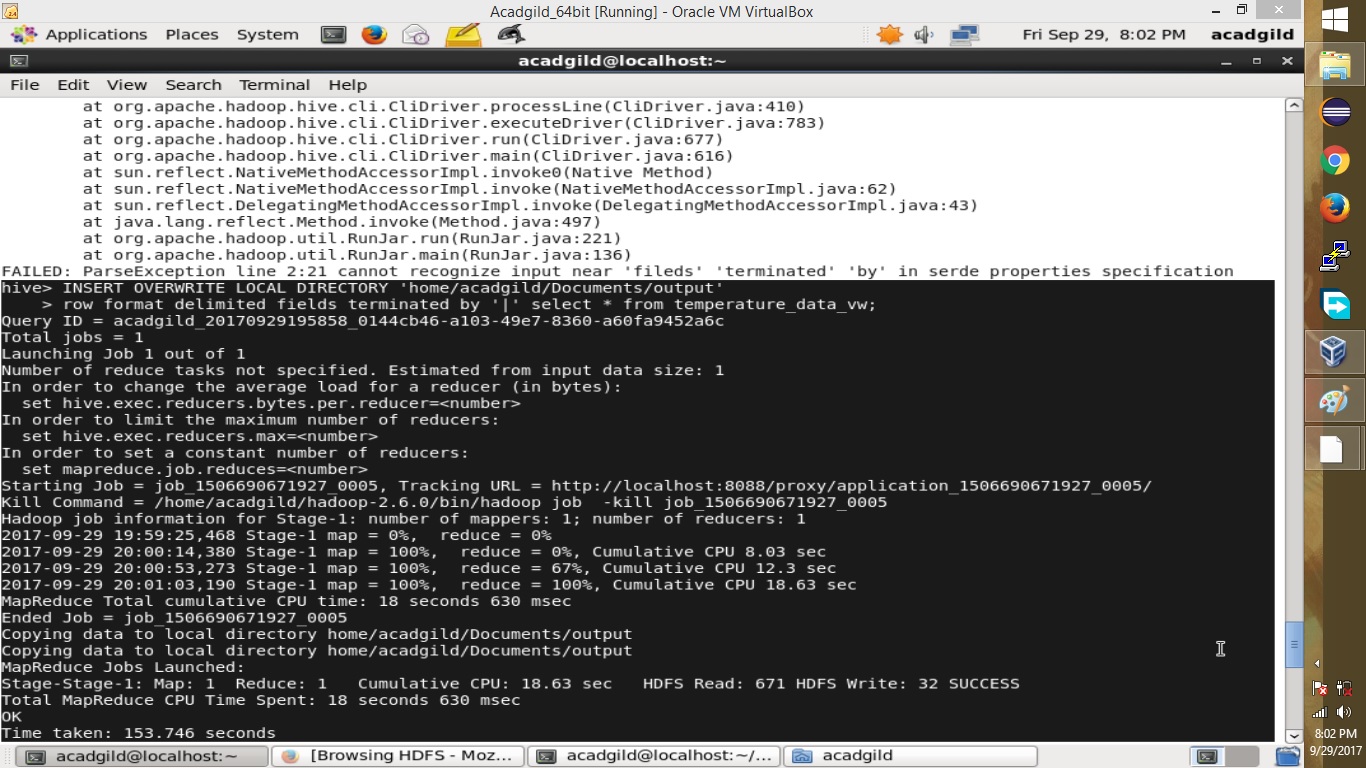 Acadgild_64bit [Running] - Oracle VM VirtualBox
Applications Places System Fri Sep 29, 8:02 PM acadgild
acadgild@localhost:~
File Edit View Search Terminal Help
at org.apache.hadoop.hive.cli.CliDriver.processLine(CliDriver.java:410)
at org.apache.hadoop.hive.cli.CliDriver.executeDriver(CliDriver.java:783)
at org.apache.hadoop.hive.cli.CliDriver.run(CliDriver.java:677)
at org.apache.hadoop.hive.cli.CliDriver.main(CliDriver.java:616)
at sun.reflect.NativeMethodAccessorImpl.invoke0(Native Method)
at sun.reflect.NativeMethodAccessorImpl.invoke(NativeMethodAccessorImpl.java:62)
at sun.reflect.DelegatingMethodAccessorImpl.invoke(DelegatingMethodAccessorImpl.java:43)
at java.lang.reflect.Method.invoke(Method.java:497)
at org.apache.hadoop.util.RunJar.run(RunJar.java:221)
at org.apache.hadoop.util.RunJar.main(RunJar.java:136)
FAILED: ParseException line 2:21 cannot recognize input near 'fileds' 'terminated' 'by' in serde properties specification
hive> INSERT OVERWRITE LOCAL DIRECTORY 'home/acadgild/Documents/output'
> row format delimited fields terminated by '|' select * from temperature_data_vw;
Query ID = acadgild_20170929195858_0144cb46-a103-49e7-8360-a60fa9452a6c
Total jobs = 1
Launching Job 1 out of 1
Number of reduce tasks not specified. Estimated from input data size: 1
In order to change the average load for a reducer (in bytes):
set hive.exec.reducers.bytes.per.reducer=<number>
In order to limit the maximum number of reducers:
set hive.exec.reducers.max=<number>
In order to set a constant number of reducers:
set mapreduce.job.reduces=<number>
Starting Job = job_1506690671927_0005, Tracking URL = http://localhost:8088/proxy/application_1506690671927_0005/
Kill Command = /home/acadgild/hadoop-2.6.0/bin/hadoop job  -kill job_1506690671927_0005
Hadoop job information for Stage-1: number of mappers: 1; number of reducers: 1
2017-09-29 19:59:25,468 Stage-1 map = 0%,  reduce = 0%
2017-09-29 20:00:14,380 Stage-1 map = 100%,  reduce = 0%, Cumulative CPU 8.03 sec
2017-09-29 20:00:53,273 Stage-1 map = 100%,  reduce = 67%, Cumulative CPU 12.3 sec
2017-09-29 20:01:03,190 Stage-1 map = 100%,  reduce = 100%, Cumulative CPU 18.63 sec
MapReduce Total cumulative CPU time: 18 seconds 630 msec
Ended Job = job_1506690671927_0005
Copying data to local directory home/acadgild/Documents/output
Copying data to local directory home/acadgild/Documents/output
MapReduce Jobs Launched:
Stage-Stage-1: Map: 1  Reduce: 1   Cumulative CPU: 18.63 sec   HDFS Read: 671 HDFS Write: 32 SUCCESS
Total MapReduce CPU Time Spent: 18 seconds 630 msec
OK
Time taken: 153.746 seconds
acadgild@localhost:~ [Browsing HDFS - Moz... acadgild@localhost:~/... acadgild
8:02 PM
9/29/2017